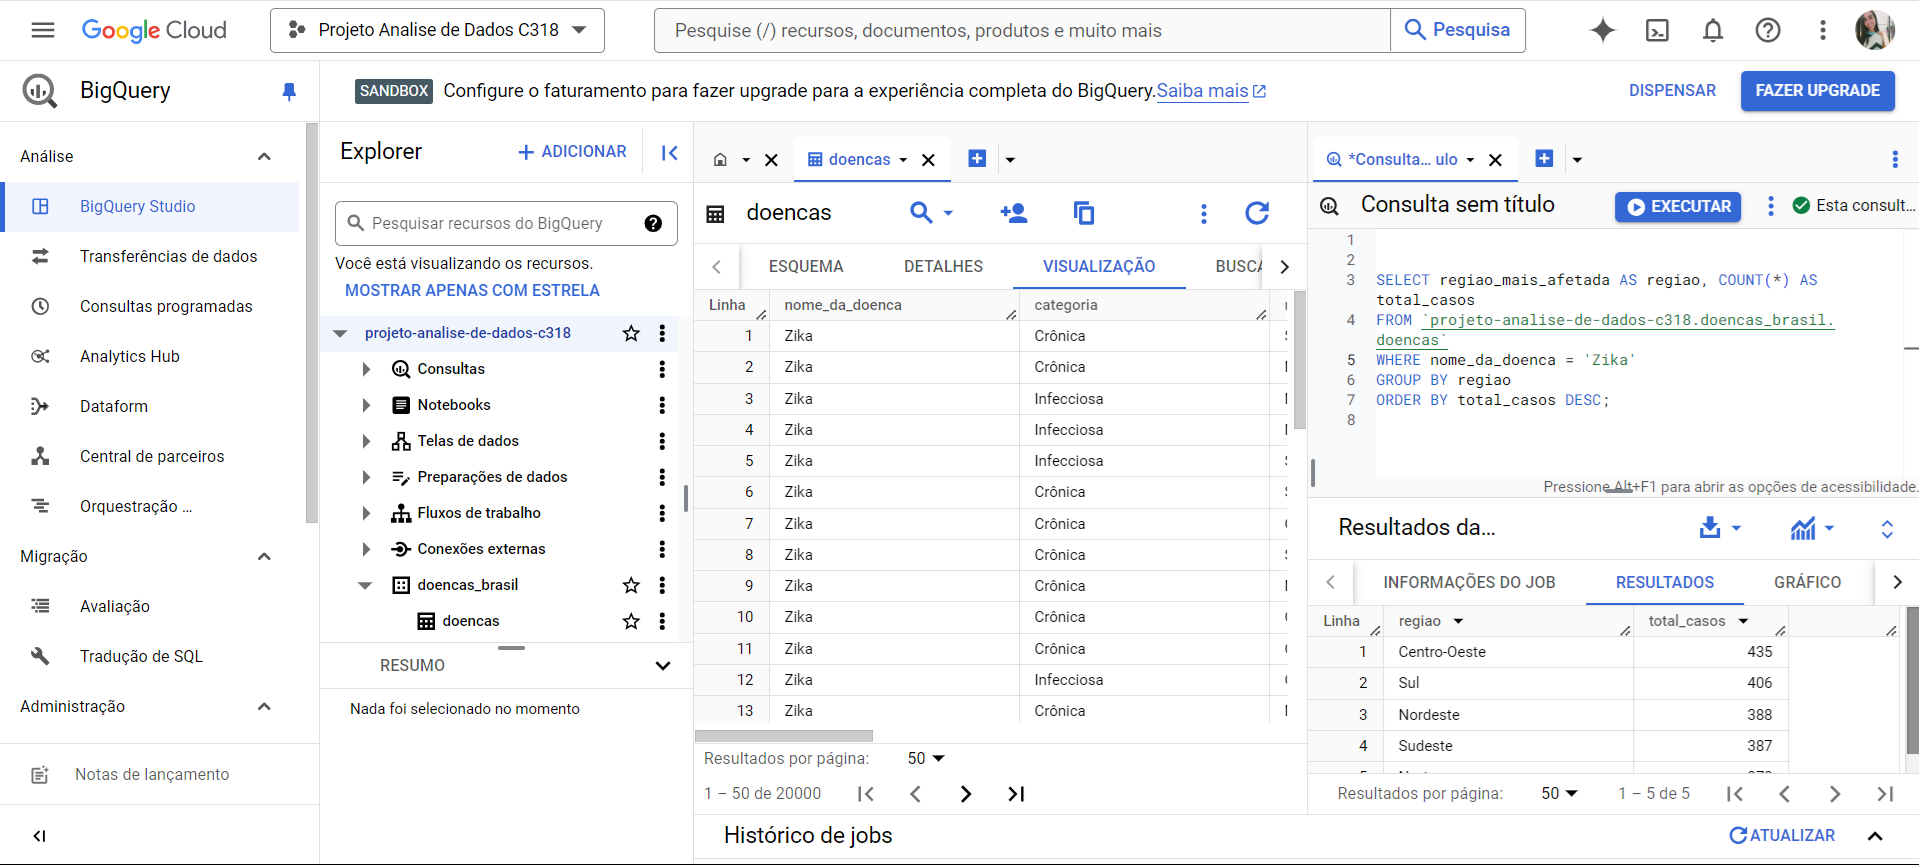 Google Cloud
Projeto Analise de Dados C318
Pesquise (/) recursos, documentos, produtos e muito mais
Pesquisa
BigQuery
SANDBOX Configure o faturamento para fazer upgrade para a experiência completa do BigQuery. Saiba mais
DISPENSAR
FAZER UPGRADE
Análise
BigQuery Studio
Transferências de dados
Consultas programadas
Analytics Hub
Dataform
Central de parceiros
Orquestração ...
Migração
Avaliação
Tradução de SQL
Administração
Notas de lançamento
Explorer
ADICIONAR
Pesquisar recursos do BigQuery
Você está visualizando os recursos.
MOSTRAR APENAS COM ESTRELA
projeto-analise-de-dados-c318
Consultas
Notebooks
Telas de dados
Preparações de dados
Fluxos de trabalho
Conexões externas
doencas_brasil
doencas
RESUMO
Nada foi selecionado no momento
doencas
doencas
ESQUEMA DETALHES VISUALIZAÇÃO BUSCA
Linha nome_da_doenca categoria
1 Zika Crônica
2 Zika Crônica
3 Zika Infecciosa
4 Zika Infecciosa
5 Zika Infecciosa
6 Zika Crônica
7 Zika Crônica
8 Zika Crônica
9 Zika Crônica
10 Zika Crônica
11 Zika Crônica
12 Zika Infecciosa
13 Zika Crônica
Resultados por página: 50
1 – 50 de 20000
*Consulta... ulo
Consulta sem título
EXECUTAR
Esta consult...
1
2
3 SELECT regiao_mais_afetada AS regiao, COUNT(*) AS
total_casos
4 FROM `projeto-analise-de-dados-c318.doencas_brasil.
doencas`
5 WHERE nome_da_doenca = 'Zika'
6 GROUP BY regiao
7 ORDER BY total_casos DESC;
8
Pressione Alt+F1 para abrir as opções de acessibilidade.
Resultados da...
INFORMAÇÕES DO JOB RESULTADOS GRÁFICO
Linha regiao total_casos
1 Centro-Oeste 435
2 Sul 406
3 Nordeste 388
4 Sudeste 387
Resultados por página: 50 1 – 5 de 5
Histórico de jobs
ATUALIZAR